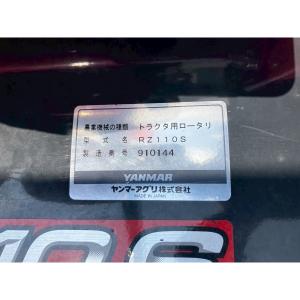 農業機械の種類 トラクタ用ロータリ
型式名 RZ110S
製造番号 910144
YANMAR
ヤンマーアグリ株式会社
MADE IN JAPAN